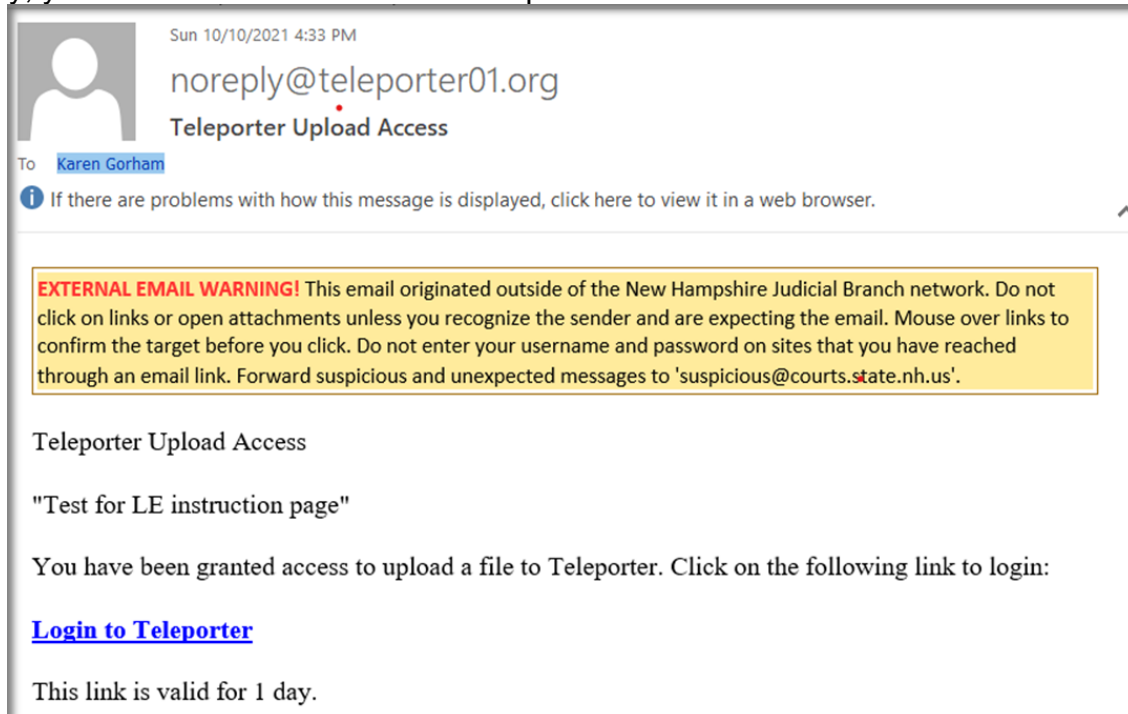 Sun 10/10/2021 4:33 PM
noreply@teleporter01.org
Teleporter Upload Access
To Karen Gorham
If there are problems with how this message is displayed, click here to view it in a web browser.
EXTERNAL EMAIL WARNING! This email originated outside of the New Hampshire Judicial Branch network. Do not
click on links or open attachments unless you recognize the sender and are expecting the email. Mouse over links to
confirm the target before you click. Do not enter your username and password on sites that you have reached
through an email link. Forward suspicious and unexpected messages to 'suspicious@courts.state.nh.us'.
Teleporter Upload Access
"Test for LE instruction page"
You have been granted access to upload a file to Teleporter. Click on the following link to login:
Login to Teleporter
This link is valid for 1 day.